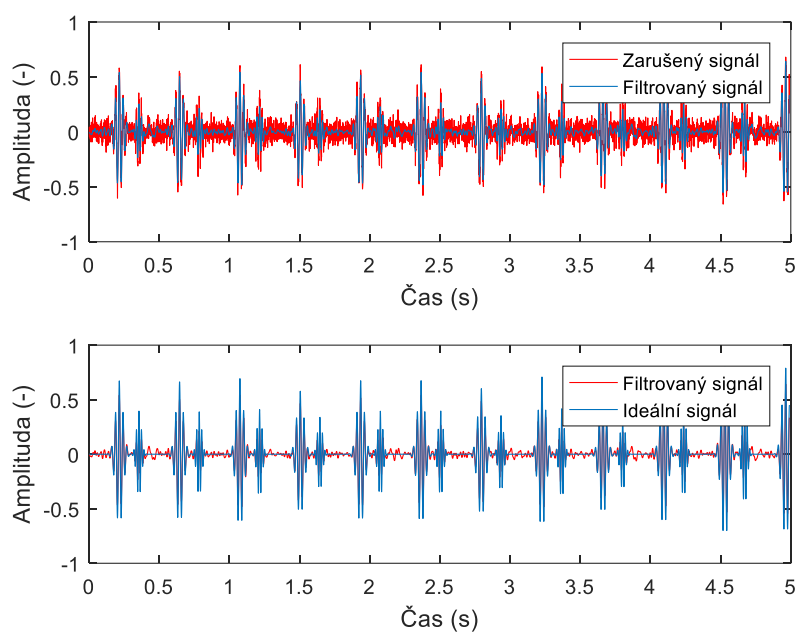 1
0.5
0
-0.5
-1
Amplituda (-)
Zarušený signál
Filtrovaný signál
0 0.5 1 1.5 2 2.5 3 3.5 4 4.5 5
Čas (s)
1
0.5
0
-0.5
-1
Amplituda (-)
Filtrovaný signál
Ideální signál
0 0.5 1 1.5 2 2.5 3 3.5 4 4.5 5
Čas (s)